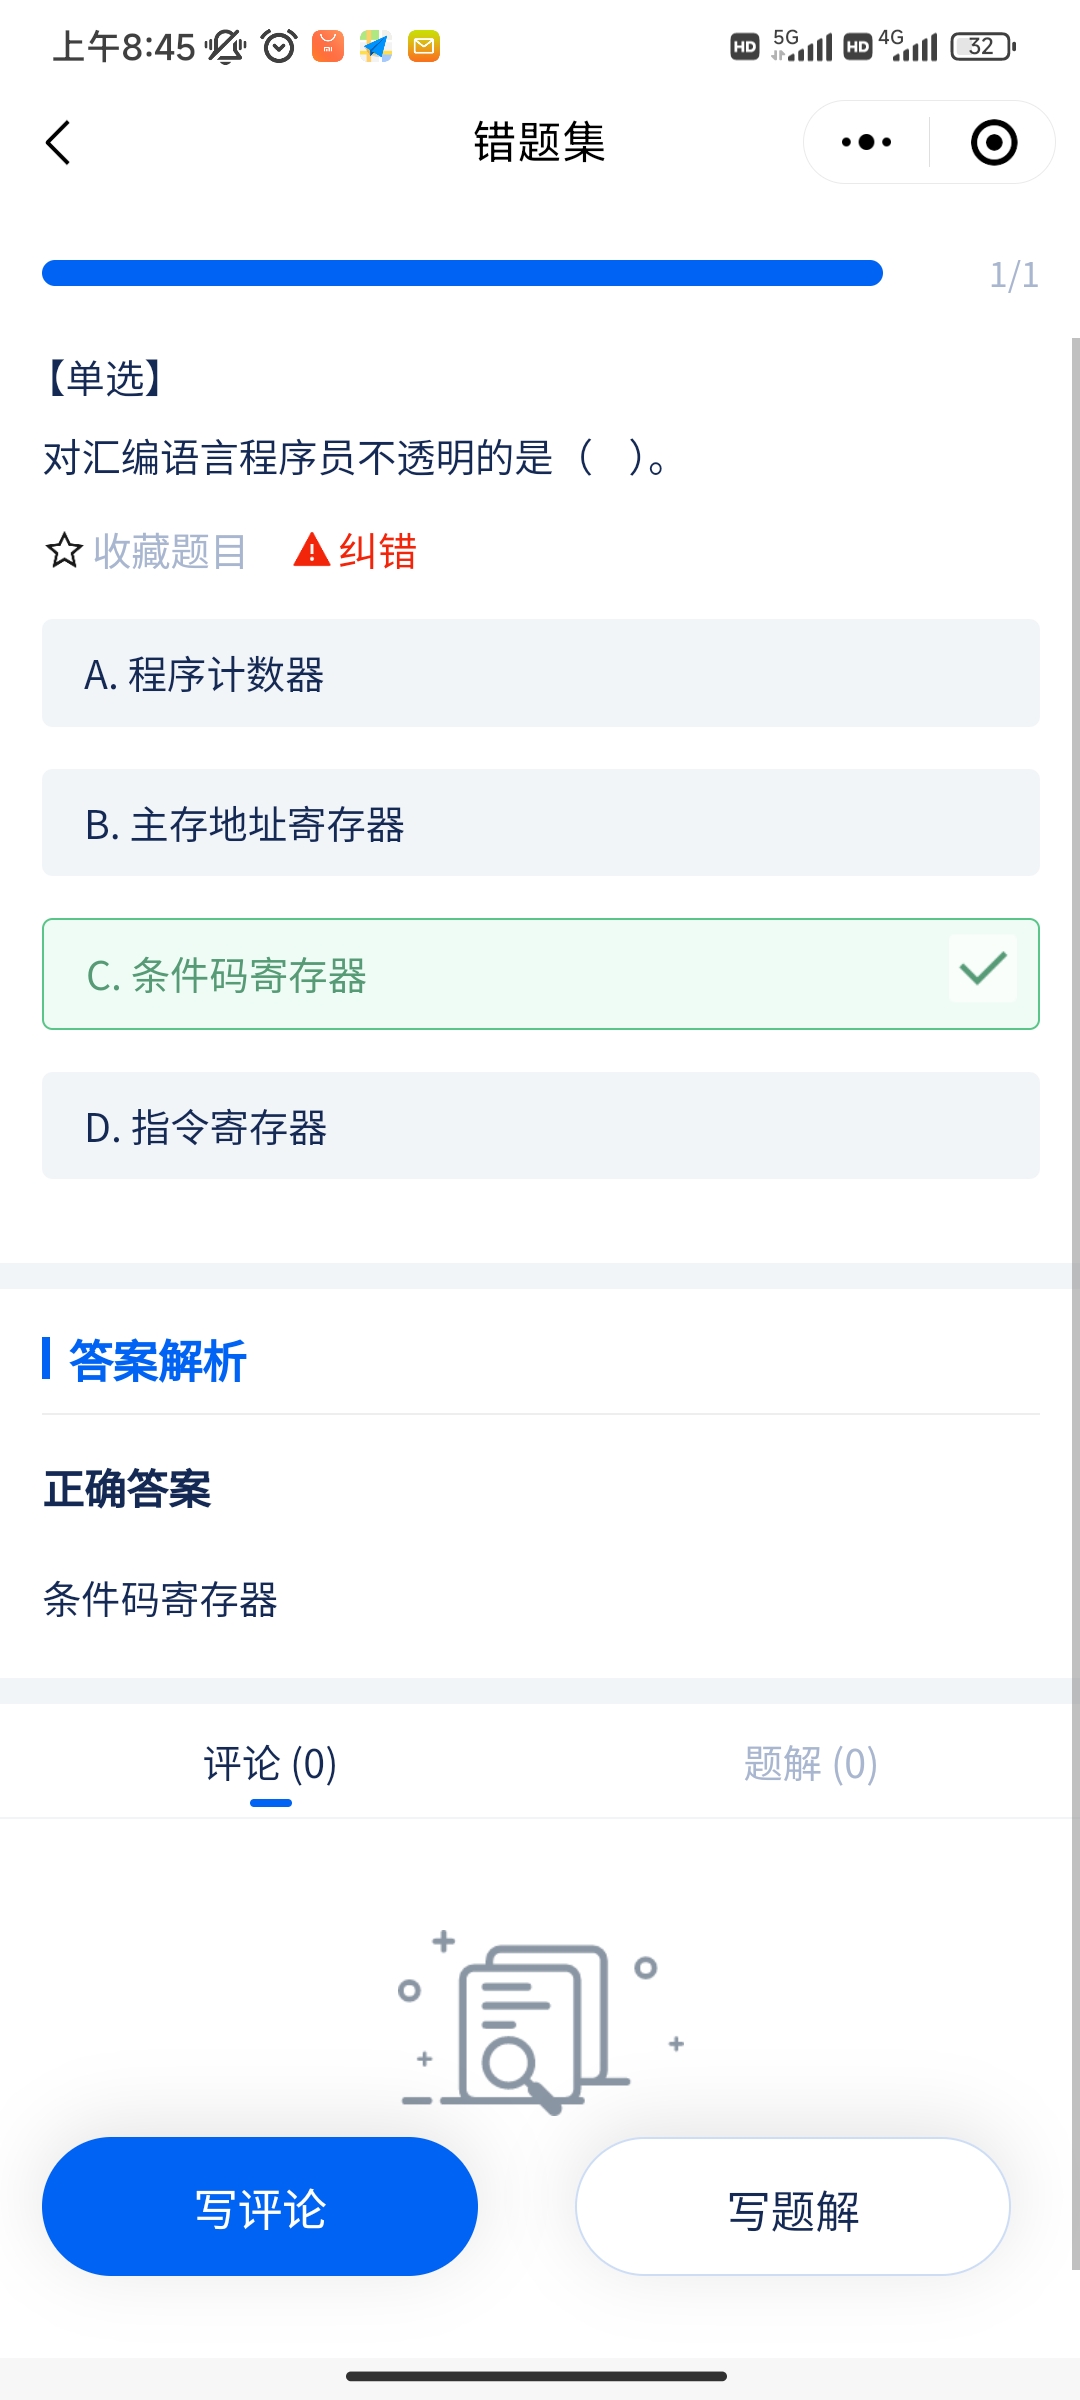 上午8:45
HD 5G HD 4G 32
错题集
1/1
【单选】
对汇编语言程序员不透明的是（ ）。
收藏题目 纠错
A. 程序计数器
B. 主存地址寄存器
C. 条件码寄存器
D. 指令寄存器
答案解析
正确答案
条件码寄存器
评论 (0) 题解 (0)
写评论 写题解